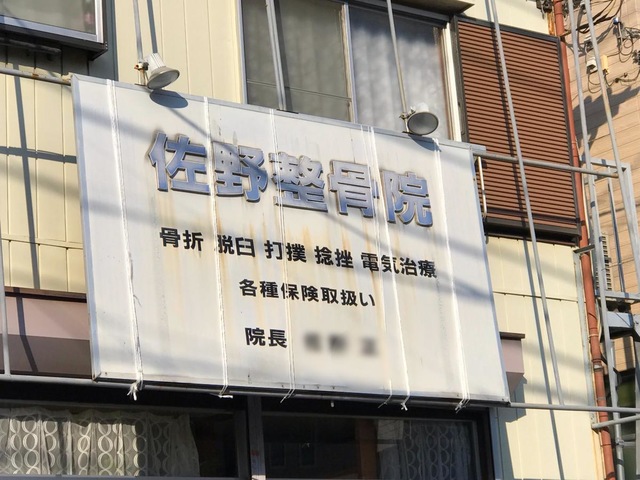 佐野整骨院
骨折 脱臼 打撲 捻挫 電気治療
各種保険取扱い
院長